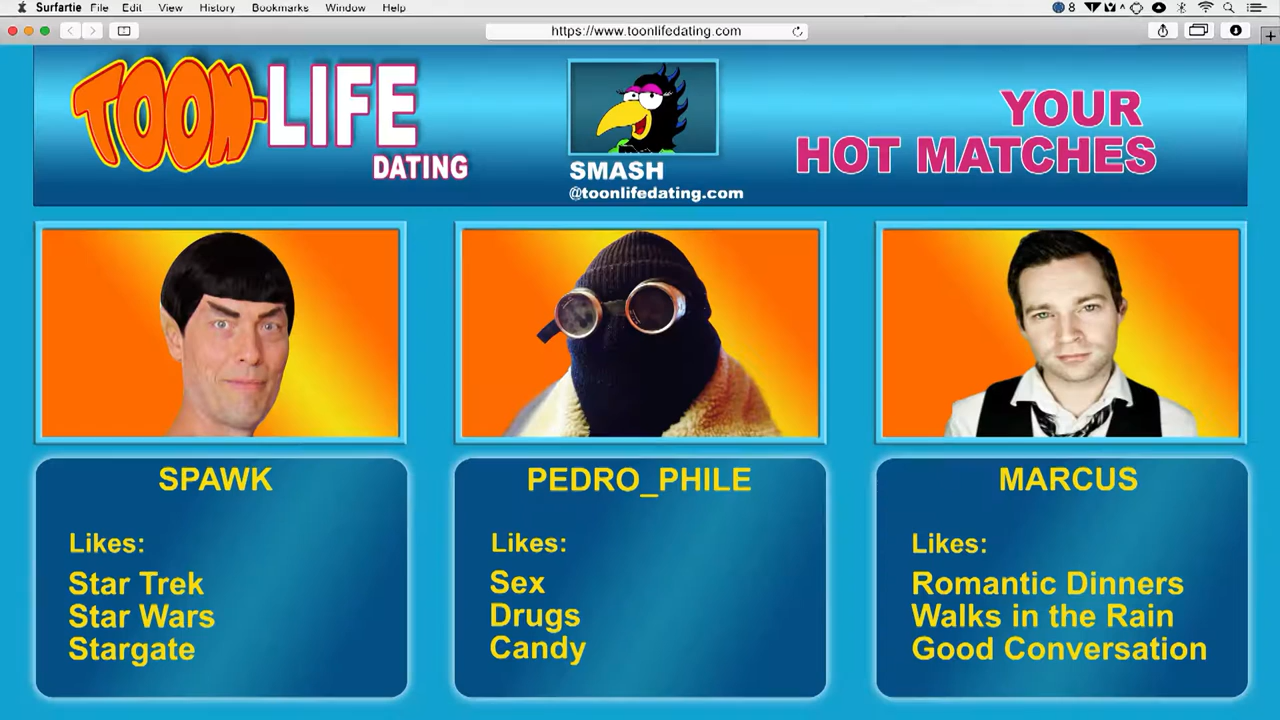 Surfartie File Edit View History Bookmarks Window Help
8
https://www.toonlifedating.com
TOON-LIFE
DATING
SMASH
@toonlifedating.com
YOUR
HOT MATCHES
SPAWK
Likes:
Star Trek
Star Wars
Stargate
PEDRO_PHILE
Likes:
Sex
Drugs
Candy
MARCUS
Likes:
Romantic Dinners
Walks in the Rain
Good Conversation